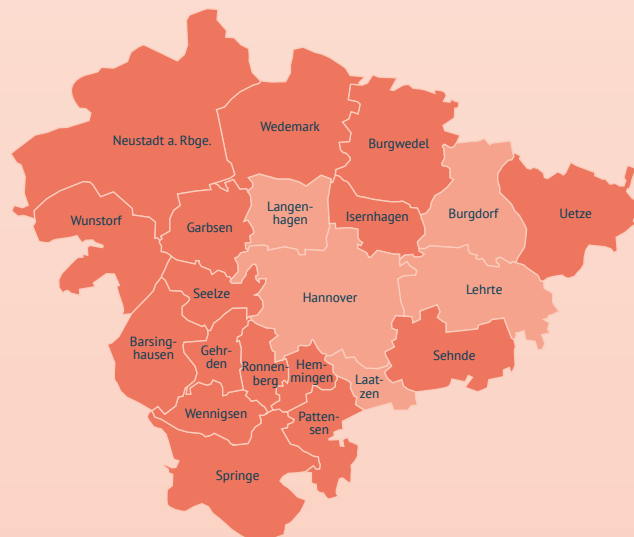 Wedemark
Neustadt a. Rbge.
Burgwedel
Langen-
hagen
Wunstorf
Garbsen
Isernhagen
Burgdorf
Uetze
Seelze
Hannover
Lehrte
Barsing-
hausen
Gehr-
den
Ronnen-
berg
Hem-
mingen
Sehnde
Laat-
zen
Wennigsen
Patten-
sen
Springe